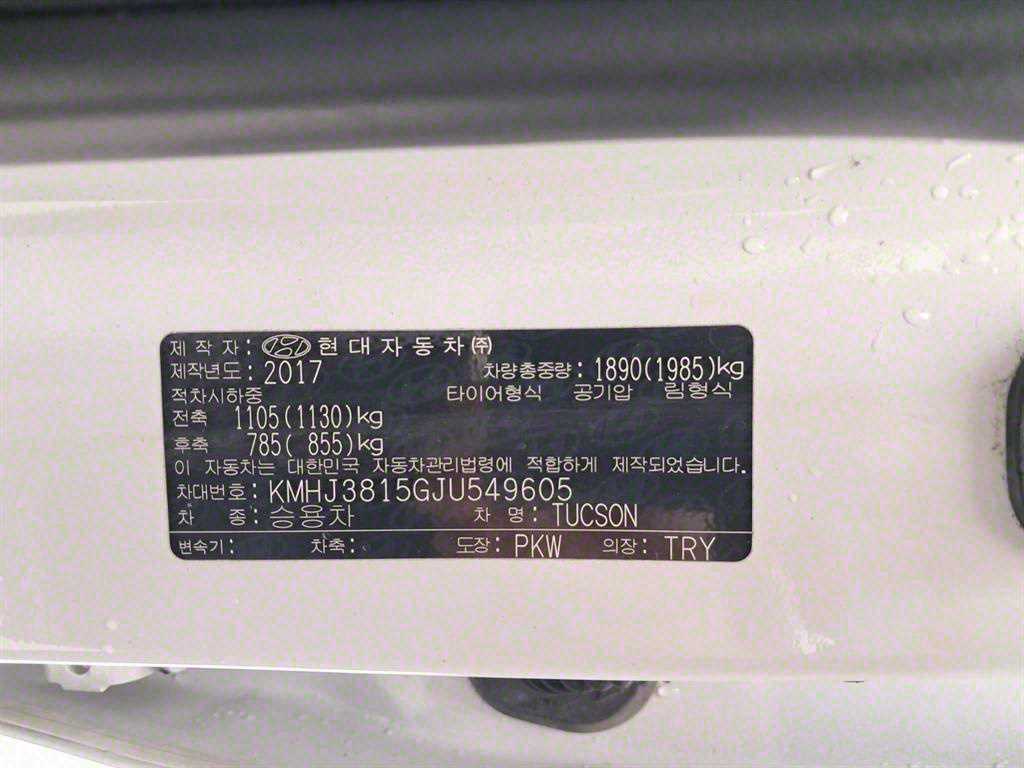 제 작 자 : 현대자동차㈜
제작년도 : 2017 차량총중량 : 1890(1985)kg
적차시하중 타이어형식 공기압 림형식
전축 1105(1130)kg
후축 785( 855)kg
이 자동차는 대한민국 자동차관리법령에 적합하게 제작되었습니다.
차대번호 : KMHJ3815GJU549605
차 종 : 승용차 차 명 : TUCSON
변속기 : 차축 : 도장 : PKW 의장 : TRY